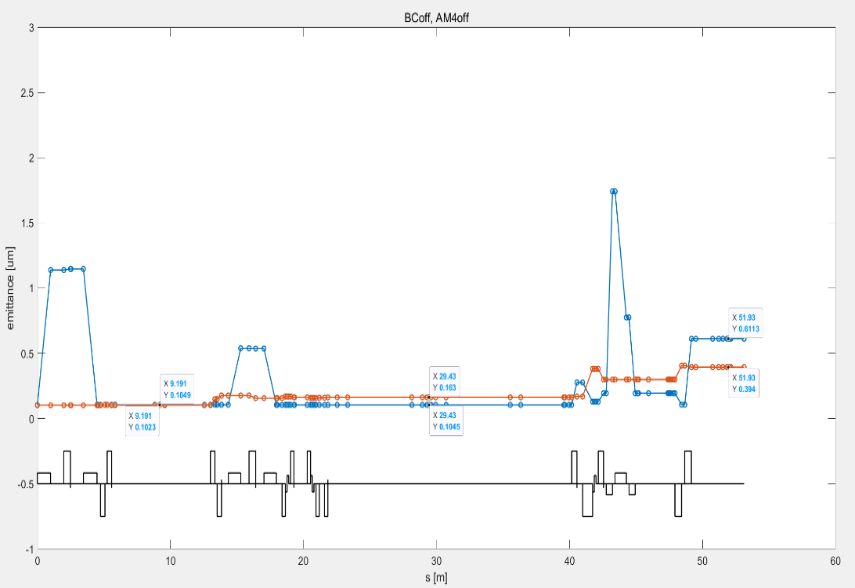 BCoff, AM4off
3
2.5
2
1.5
1
0.5
0
-0.5
-1
emittance [um]
X 9.191
Y 0.1049
X 9.191
Y 0.1023
X 29.43
Y 0.163
X 29.43
Y 0.1045
X 51.93
Y 0.6113
X 51.93
Y 0.394
0 10 20 30 40 50 60
s [m]